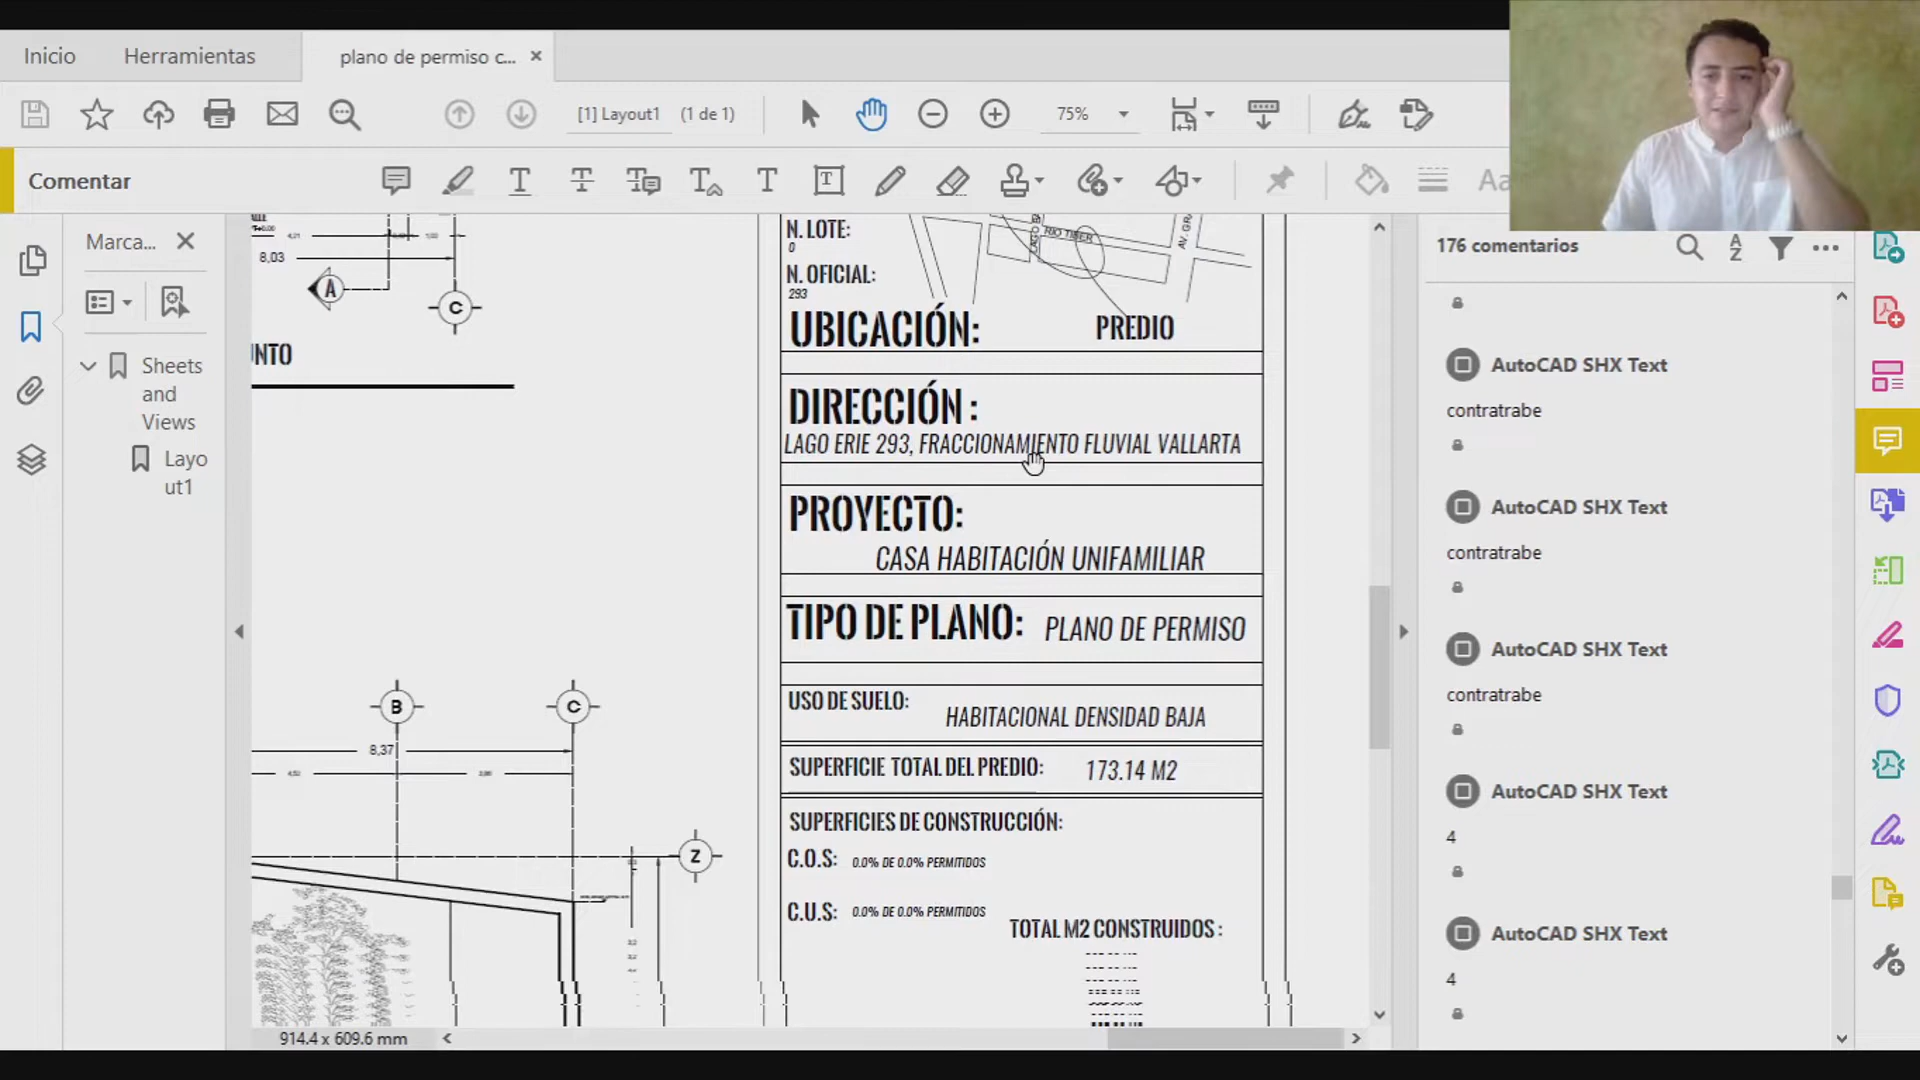 Inicio
Herramientas
plano de permiso c...
[1] Layout1
(1 de 1)
75%
Comentar
Marca...
Sheets
and
Views
Layo
ut1
8,03
A
C
B
C
8,37
Z
N. LOTE:
0
N. OFICIAL:
293
RIO TIBER
UBICACIÓN:
PREDIO
DIRECCIÓN :
LAGO ERIE 293, FRACCIONAMIENTO FLUVIAL VALLARTA
PROYECTO:
CASA HABITACIÓN UNIFAMILIAR
TIPO DE PLANO:
PLANO DE PERMISO
USO DE SUELO:
HABITACIONAL DENSIDAD BAJA
SUPERFICIE TOTAL DEL PREDIO:
173.14 M2
SUPERFICIES DE CONSTRUCCIÓN:
C.O.S:
0.0% DE 0.0% PERMITIDOS
C.U.S:
0.0% DE 0.0% PERMITIDOS
TOTAL M2 CONSTRUIDOS :
914.4 x 609.6 mm
176 comentarios
AutoCAD SHX Text
contratrabe
AutoCAD SHX Text
contratrabe
AutoCAD SHX Text
contratrabe
AutoCAD SHX Text
4
AutoCAD SHX Text
4